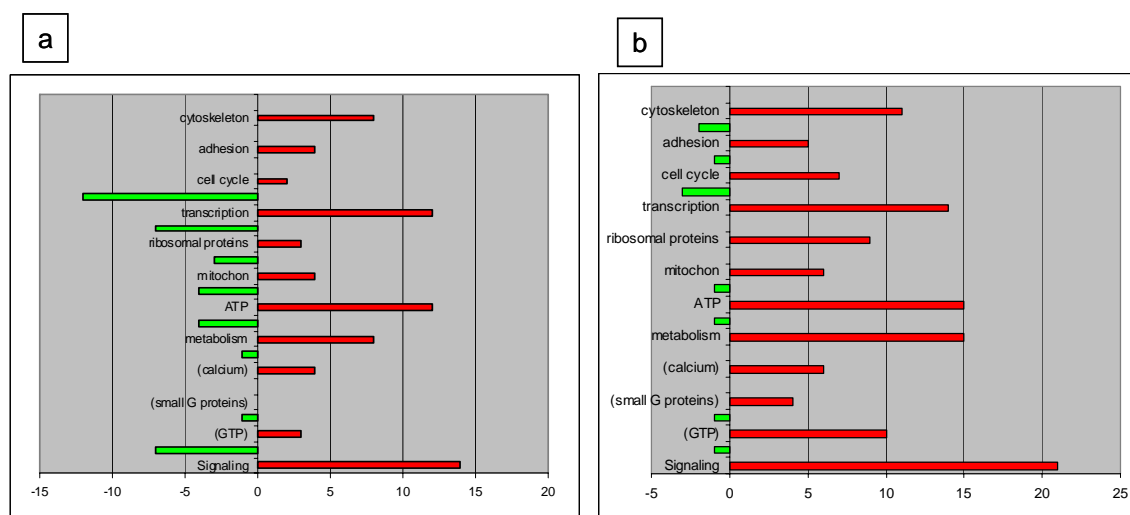 a
cytoskeleton
adhesion
cell cycle
transcription
ribosomal proteins
mitochon
ATP
metabolism
(calcium)
(small G proteins)
(GTP)
Signaling
-15 -10 -5 0 5 10 15 20
b
cytoskeleton
adhesion
cell cycle
transcription
ribosomal proteins
mitochon
ATP
metabolism
(calcium)
(small G proteins)
(GTP)
Signaling
-5 0 5 10 15 20 25